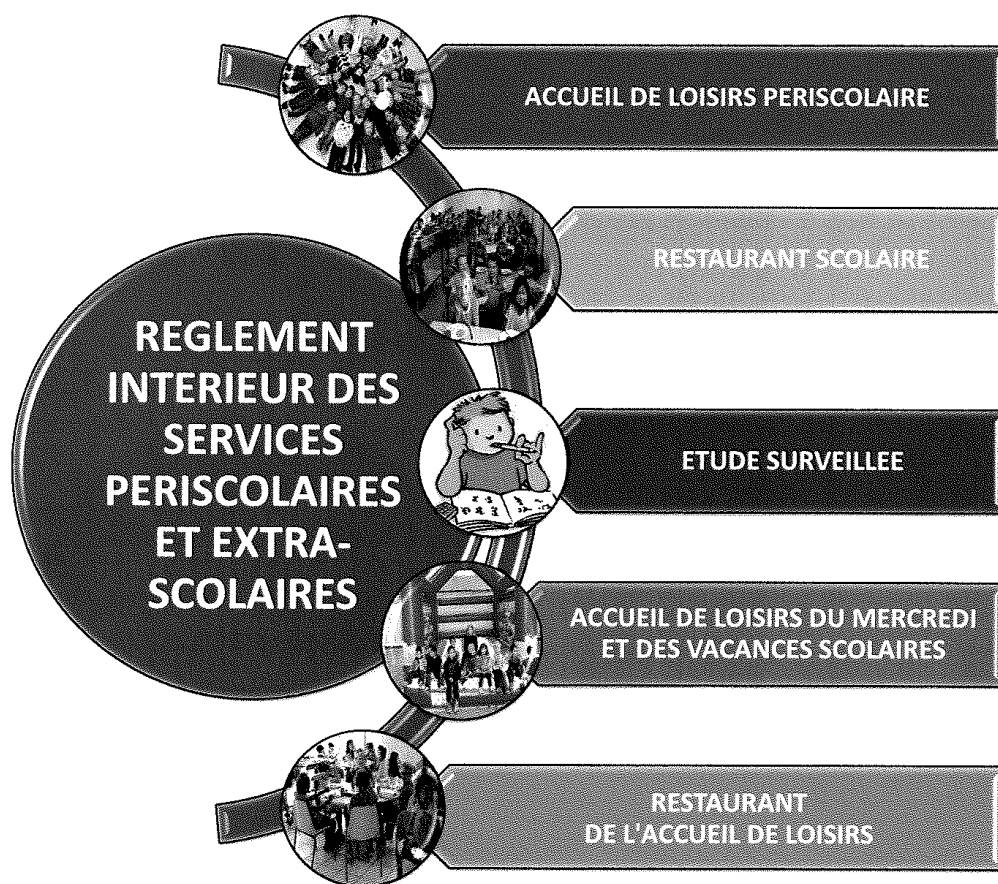 ACCUEIL DE LOISIRS PERISCOLAIRE
RESTAURANT SCOLAIRE
REGLEMENT
INTERIEUR DES
SERVICES
PERISCOLAIRES
ET EXTRA-
SCOLAIRES
ETUDE SURVEILLEE
ACCUEIL DE LOISIRS DU MERCREDI
ET DES VACANCES SCOLAIRES
RESTAURANT
DE L'ACCUEIL DE LOISIRS